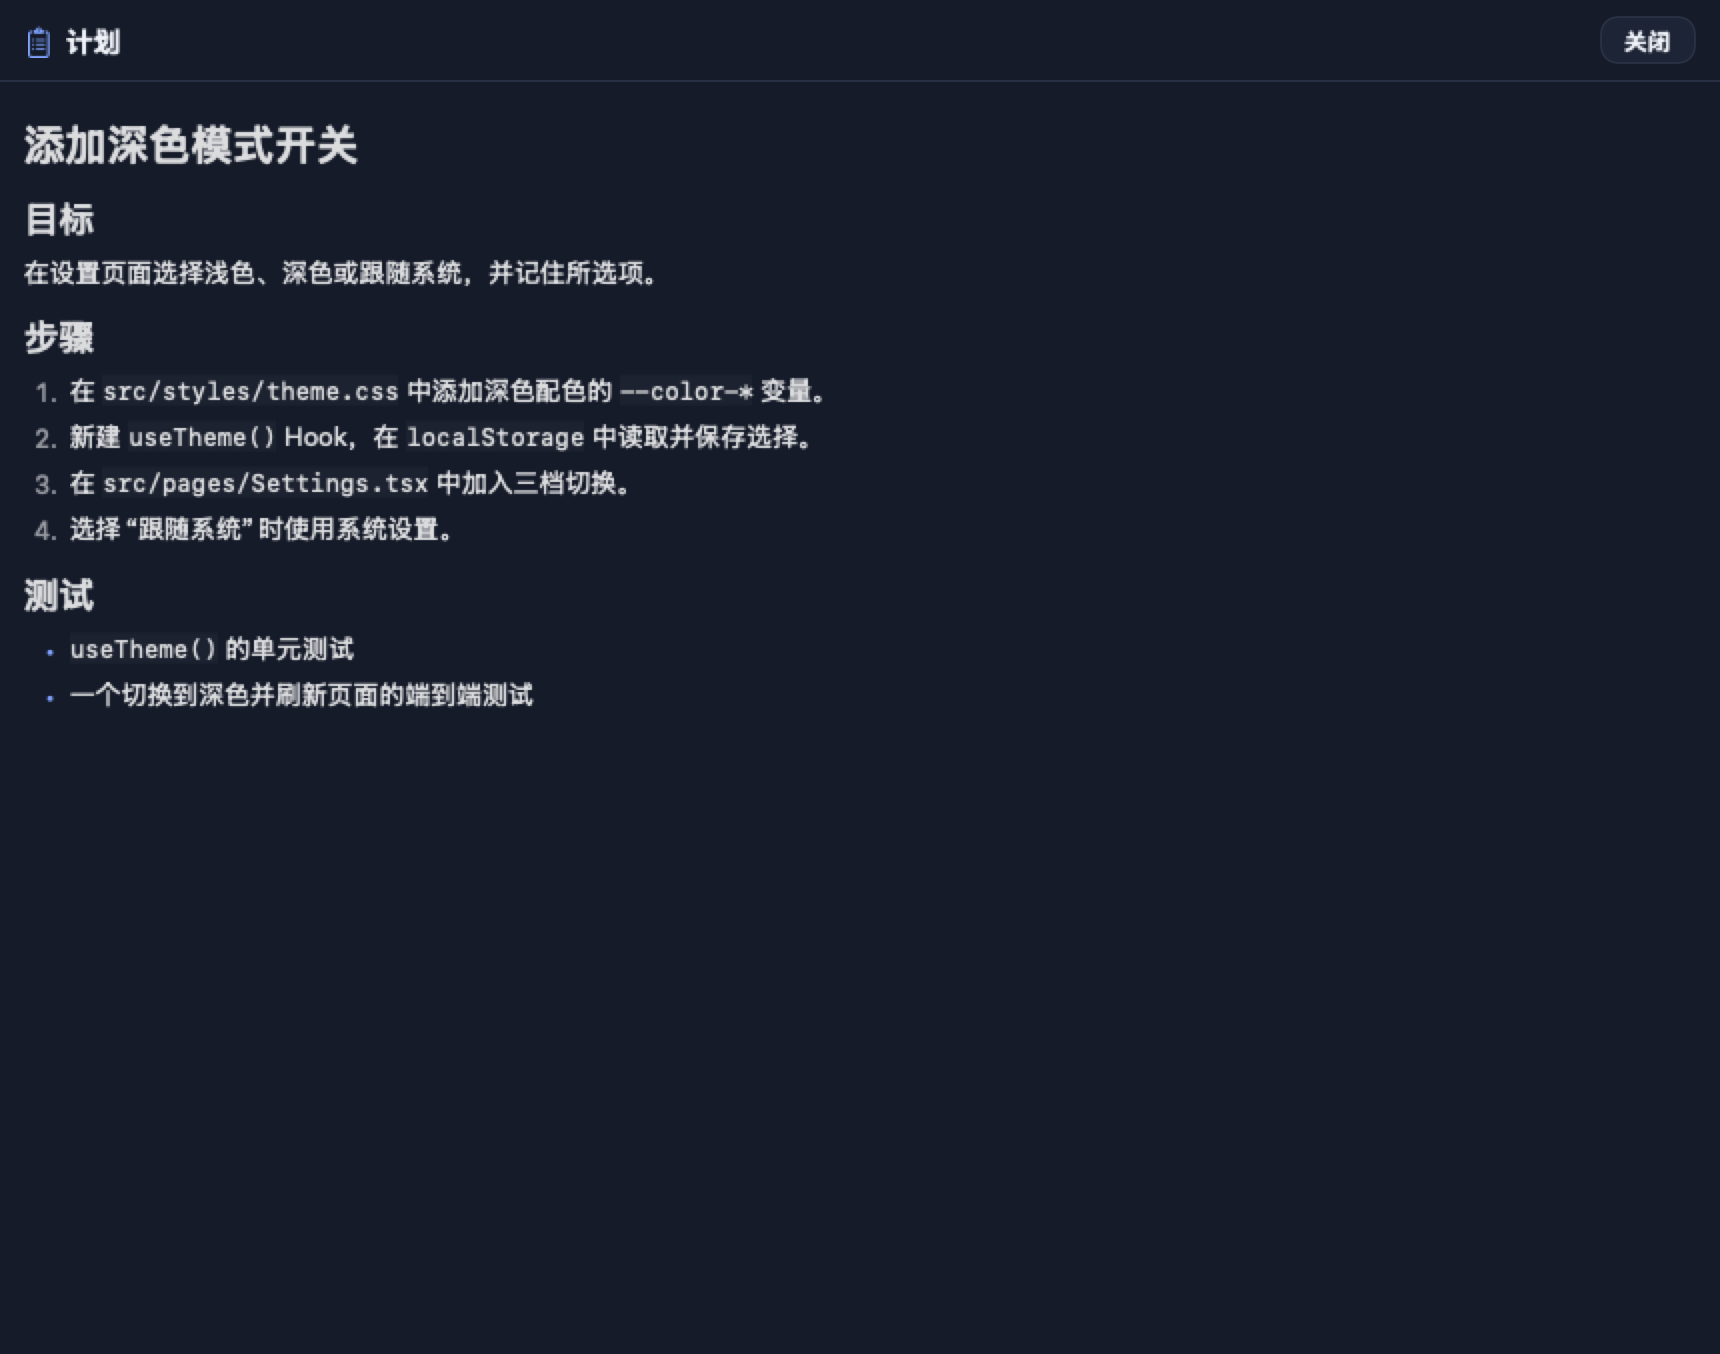 计划
关闭
添加深色模式开关
目标
在设置页面选择浅色、深色或跟随系统，并记住所选项。
步骤
1. 在 src/styles/theme.css 中添加深色配色的 --color-* 变量。
2. 新建 useTheme() Hook，在 localStorage 中读取并保存选择。
3. 在 src/pages/Settings.tsx 中加入三档切换。
4. 选择“跟随系统”时使用系统设置。
测试
• useTheme() 的单元测试
• 一个切换到深色并刷新页面的端到端测试